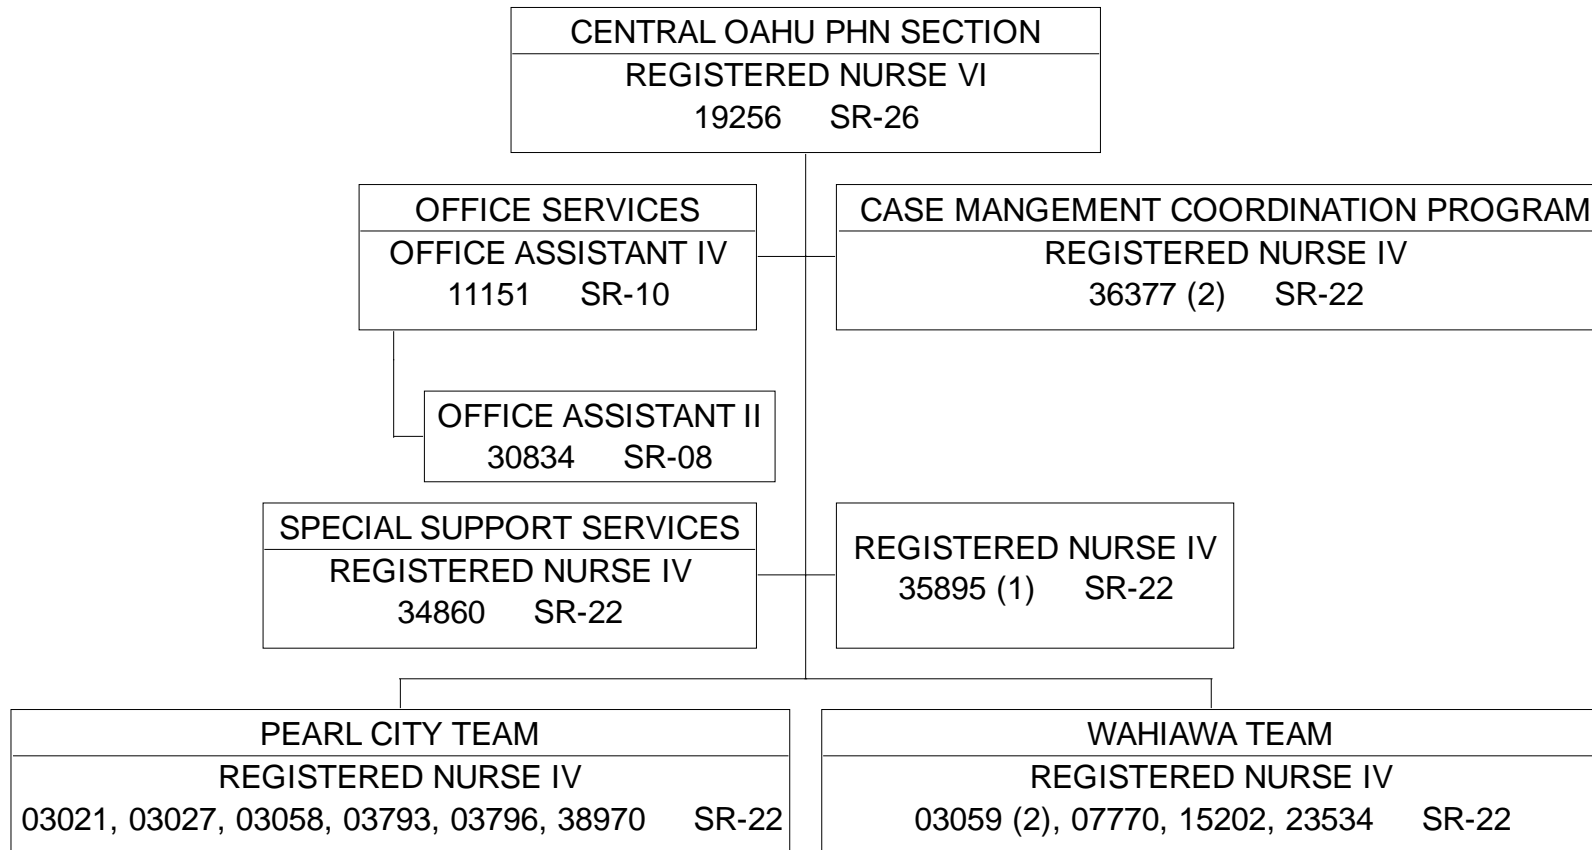 CENTRAL OAHU PHN SECTION
REGISTERED NURSE VI
19256 SR-26
OFFICE SERVICES
OFFICE ASSISTANT IV
11151 SR-10
CASE MANGEMENT COORDINATION PROGRAM
REGISTERED NURSE IV
36377 (2) SR-22
OFFICE ASSISTANT II
30834 SR-08
SPECIAL SUPPORT SERVICES
REGISTERED NURSE IV
34860 SR-22
REGISTERED NURSE IV
35895 (1) SR-22
PEARL CITY TEAM
REGISTERED NURSE IV
03021, 03027, 03058, 03793, 03796, 38970 SR-22
WAHIAWA TEAM
REGISTERED NURSE IV
03059 (2), 07770, 15202, 23534 SR-22